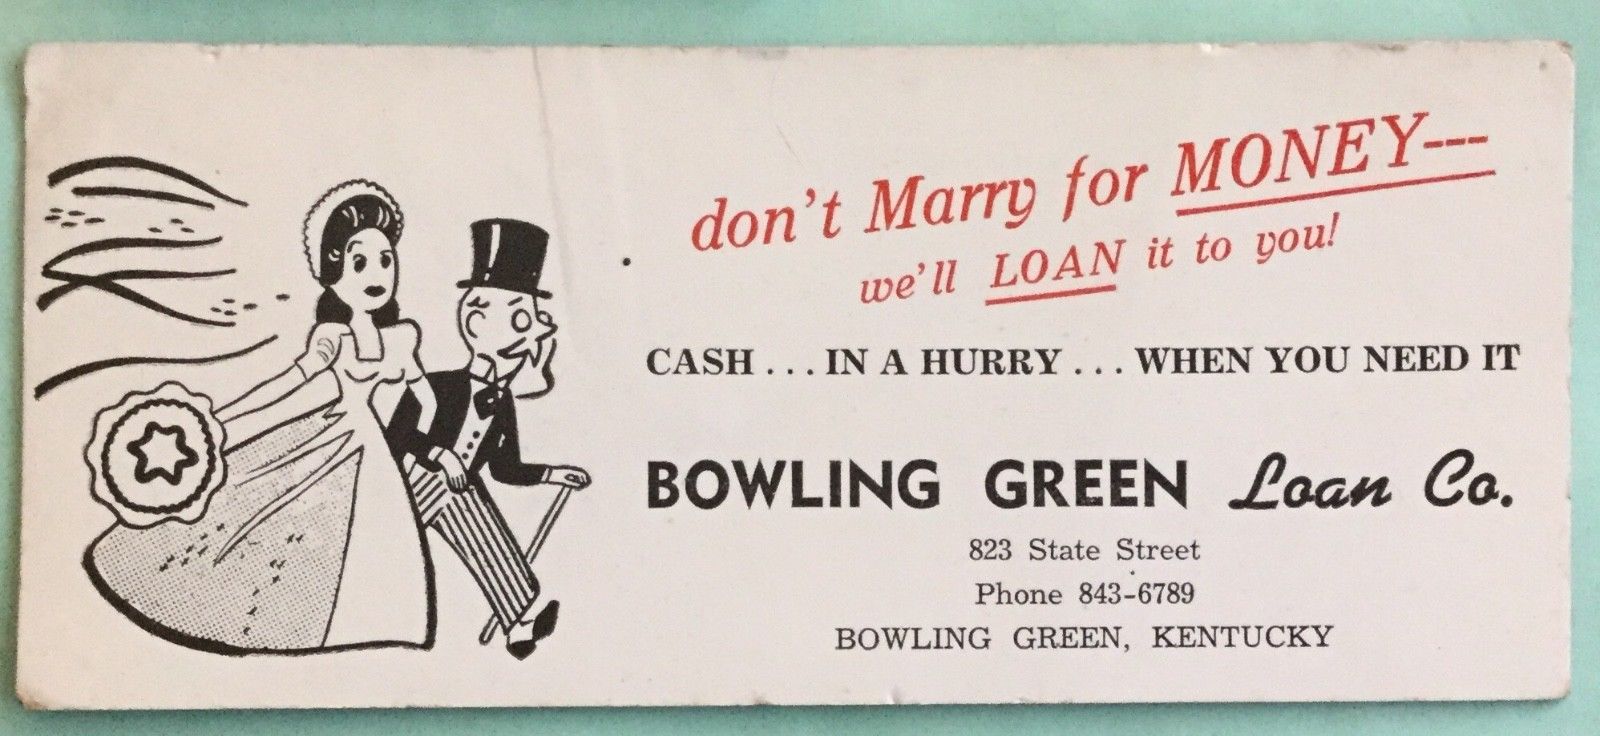 don't Marry for MONEY---
we'll LOAN it to you!
CASH . . . IN A HURRY . . . WHEN YOU NEED IT
BOWLING GREEN Loan Co.
823 State Street
Phone 843-6789
BOWLING GREEN, KENTUCKY